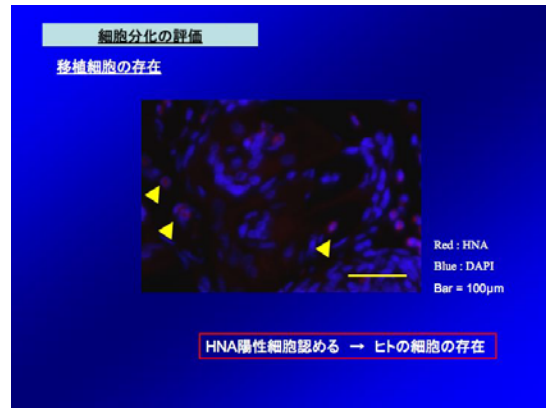 細胞分化の評価
移植細胞の存在
Red : HNA
Blue : DAPI
Bar = 100μm
HNA陽性細胞認める → ヒトの細胞の存在